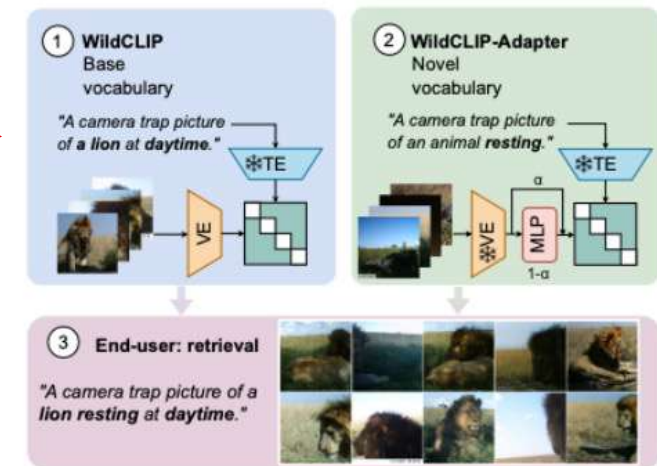 1 WildCLIP
Base
vocabulary
"A camera trap picture
of a lion at daytime."
TE
VE
2 WildCLIP-Adapter
Novel
vocabulary
"A camera trap picture
of an animal resting."
TE
α
VE
MLP
1-α
3 End-user: retrieval
"A camera trap picture of a
lion resting at daytime."